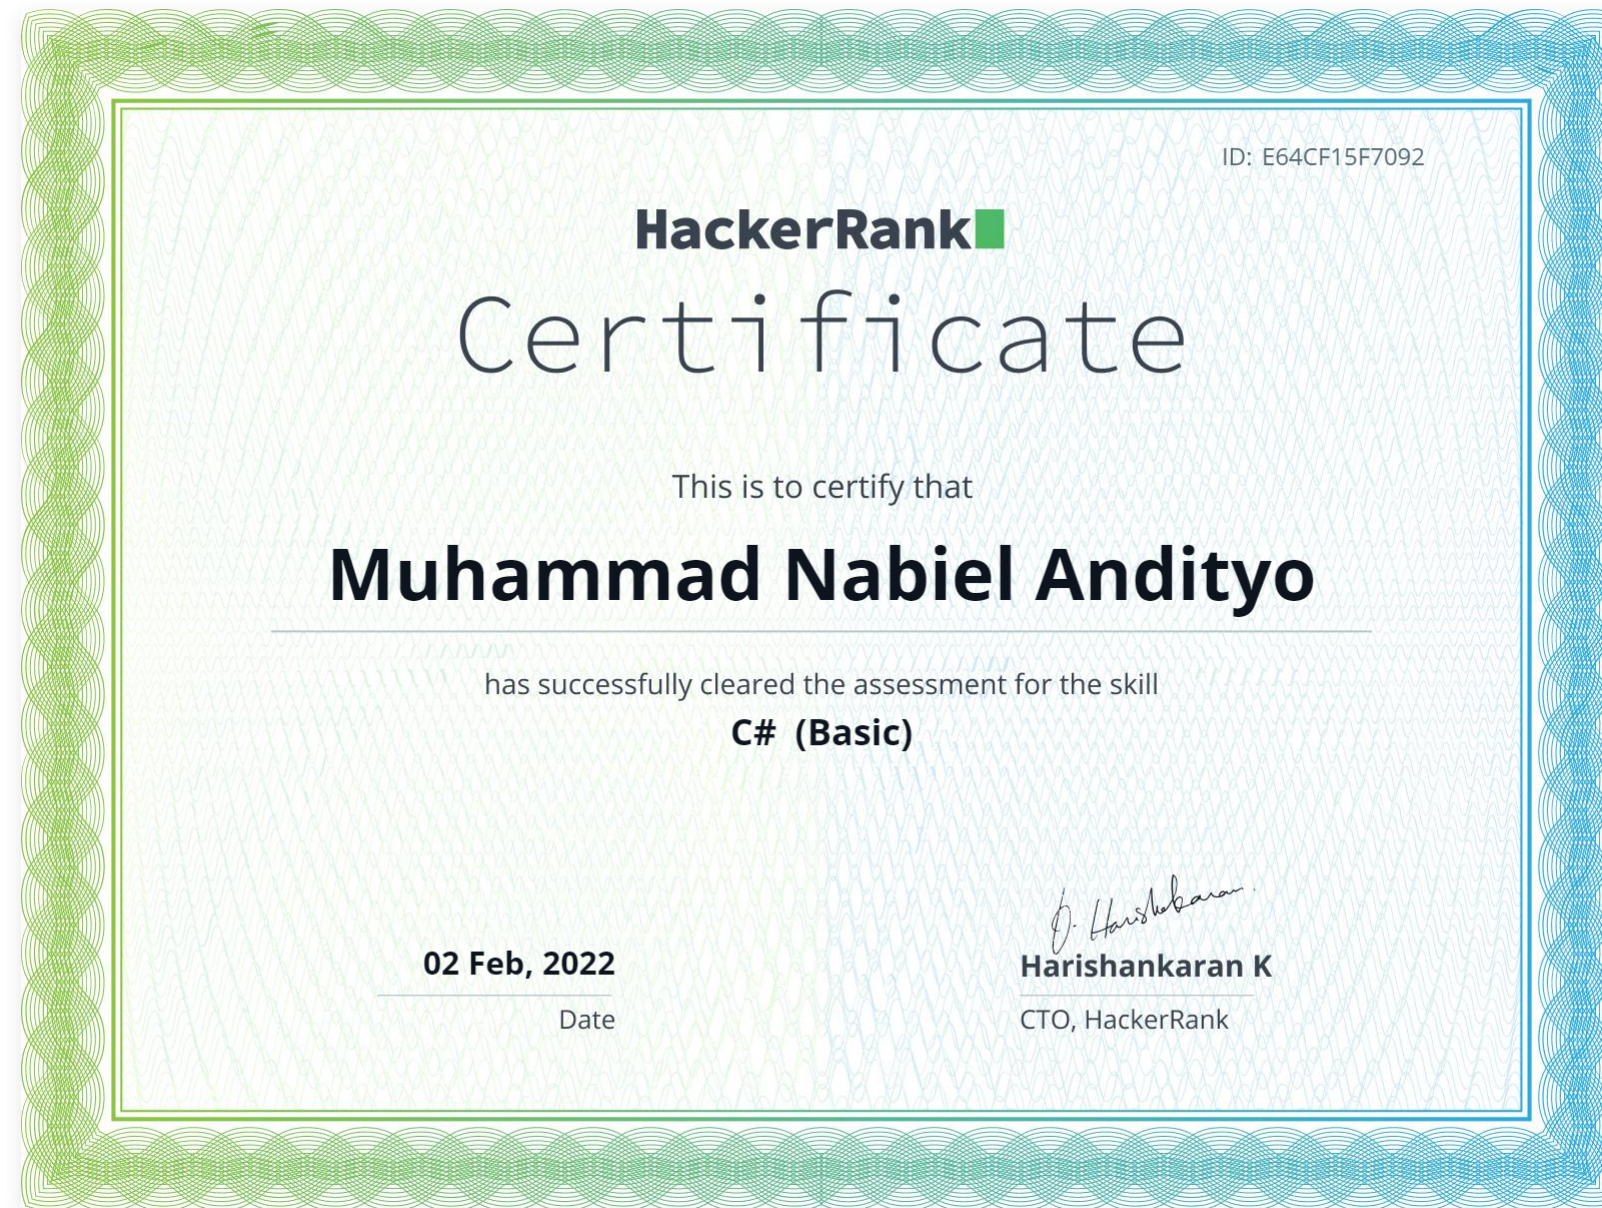 ID: E64CF15F7092
HackerRank
Certificate
This is to certify that
Muhammad Nabiel Andityo
has successfully cleared the assessment for the skill
C# (Basic)
D. Harishankaran
02 Feb, 2022
Harishankaran K
Date
CTO, HackerRank